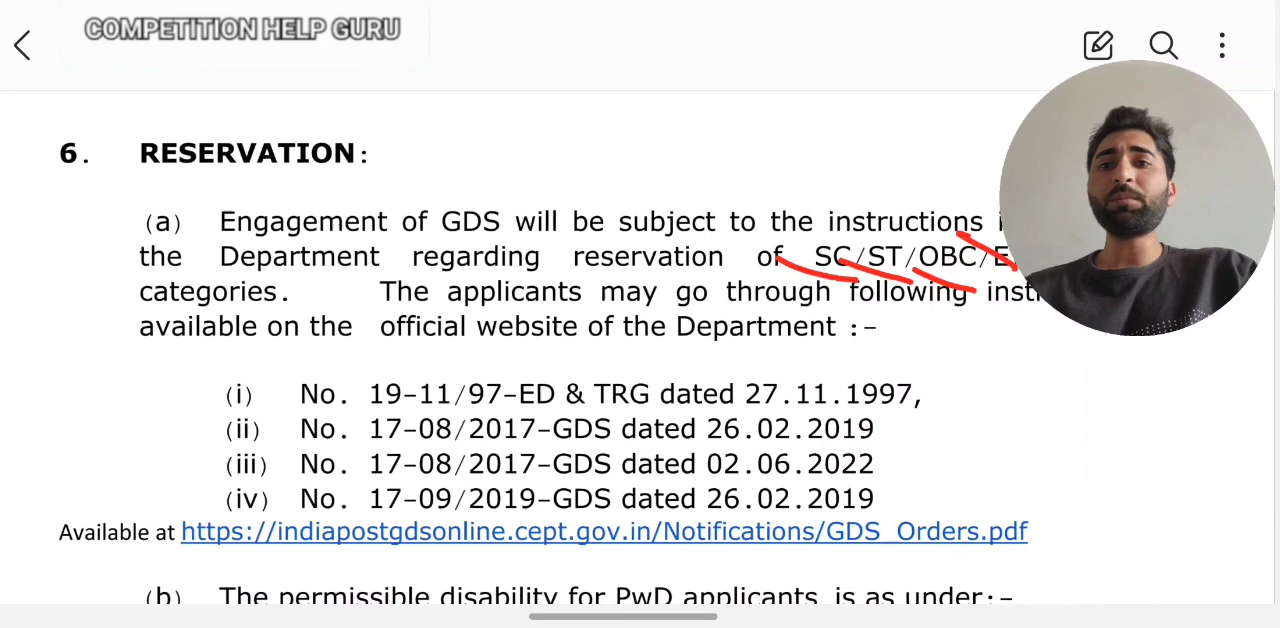 COMPETITION HELP GURU
6. RESERVATION:
(a) Engagement of GDS will be subject to the instructions
the Department regarding reservation of SC/ST/OBC/E
categories. The applicants may go through following
available on the official website of the Department :-
(i) No. 19-11/97-ED & TRG dated 27.11.1997,
(ii) No. 17-08/2017-GDS dated 26.02.2019
(iii) No. 17-08/2017-GDS dated 02.06.2022
(iv) No. 17-09/2019-GDS dated 26.02.2019
Available at https://indiapostgdsonline.cept.gov.in/Notifications/GDS_Orders.pdf
(b) The permissible disability for PwD applicants is as under:-